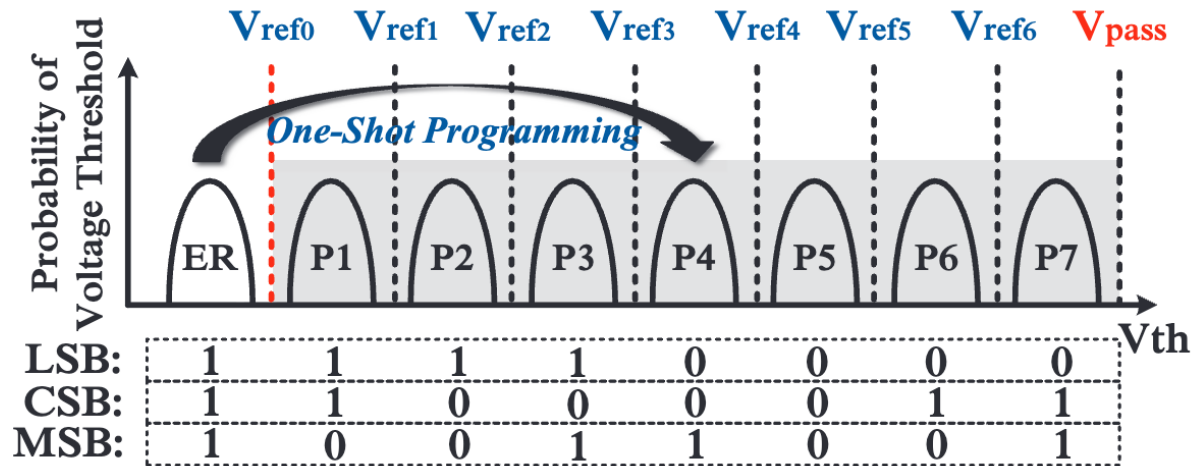 Vref0 Vref1 Vref2 Vref3 Vref4 Vref5 Vref6 Vpass
Probability of
Voltage Threshold
One-Shot Programming
ER P1 P2 P3 P4 P5 P6 P7
Vth
LSB: 1 1 1 1 0 0 0 0
CSB: 1 1 0 0 0 0 1 1
MSB: 1 0 0 1 1 0 0 1